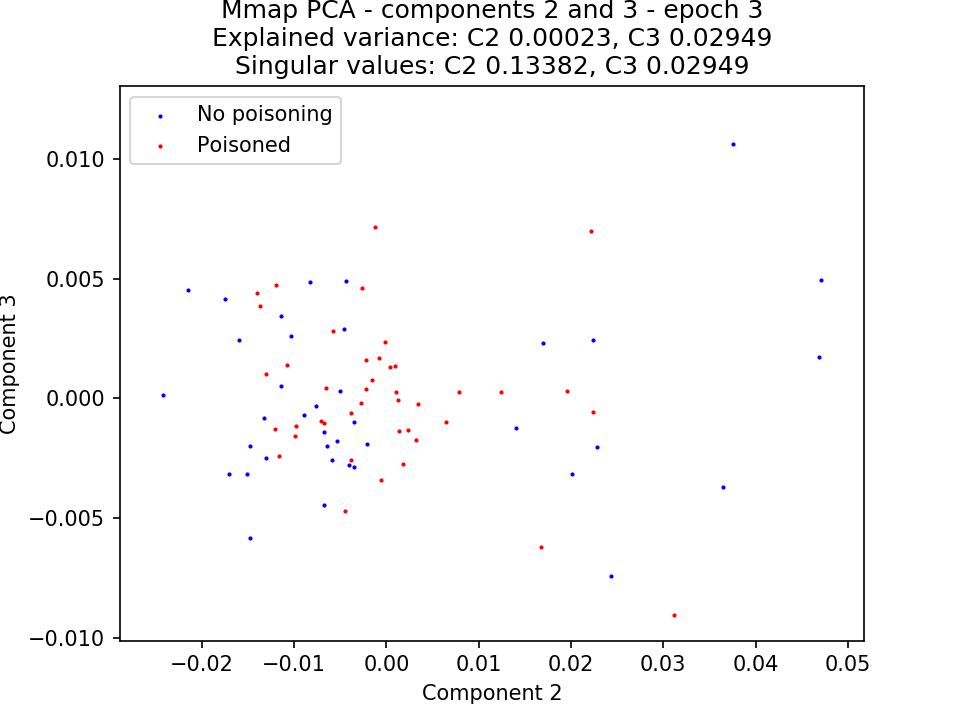 Mmap PCA - components 2 and 3 - epoch 3
Explained variance: C2 0.00023, C3 0.02949
Singular values: C2 0.13382, C3 0.02949
No poisoning
Poisoned
0.010
0.005
0.000
−0.005
−0.010
Component 3
−0.02
−0.01
0.00
0.01
0.02
0.03
0.04
0.05
Component 2